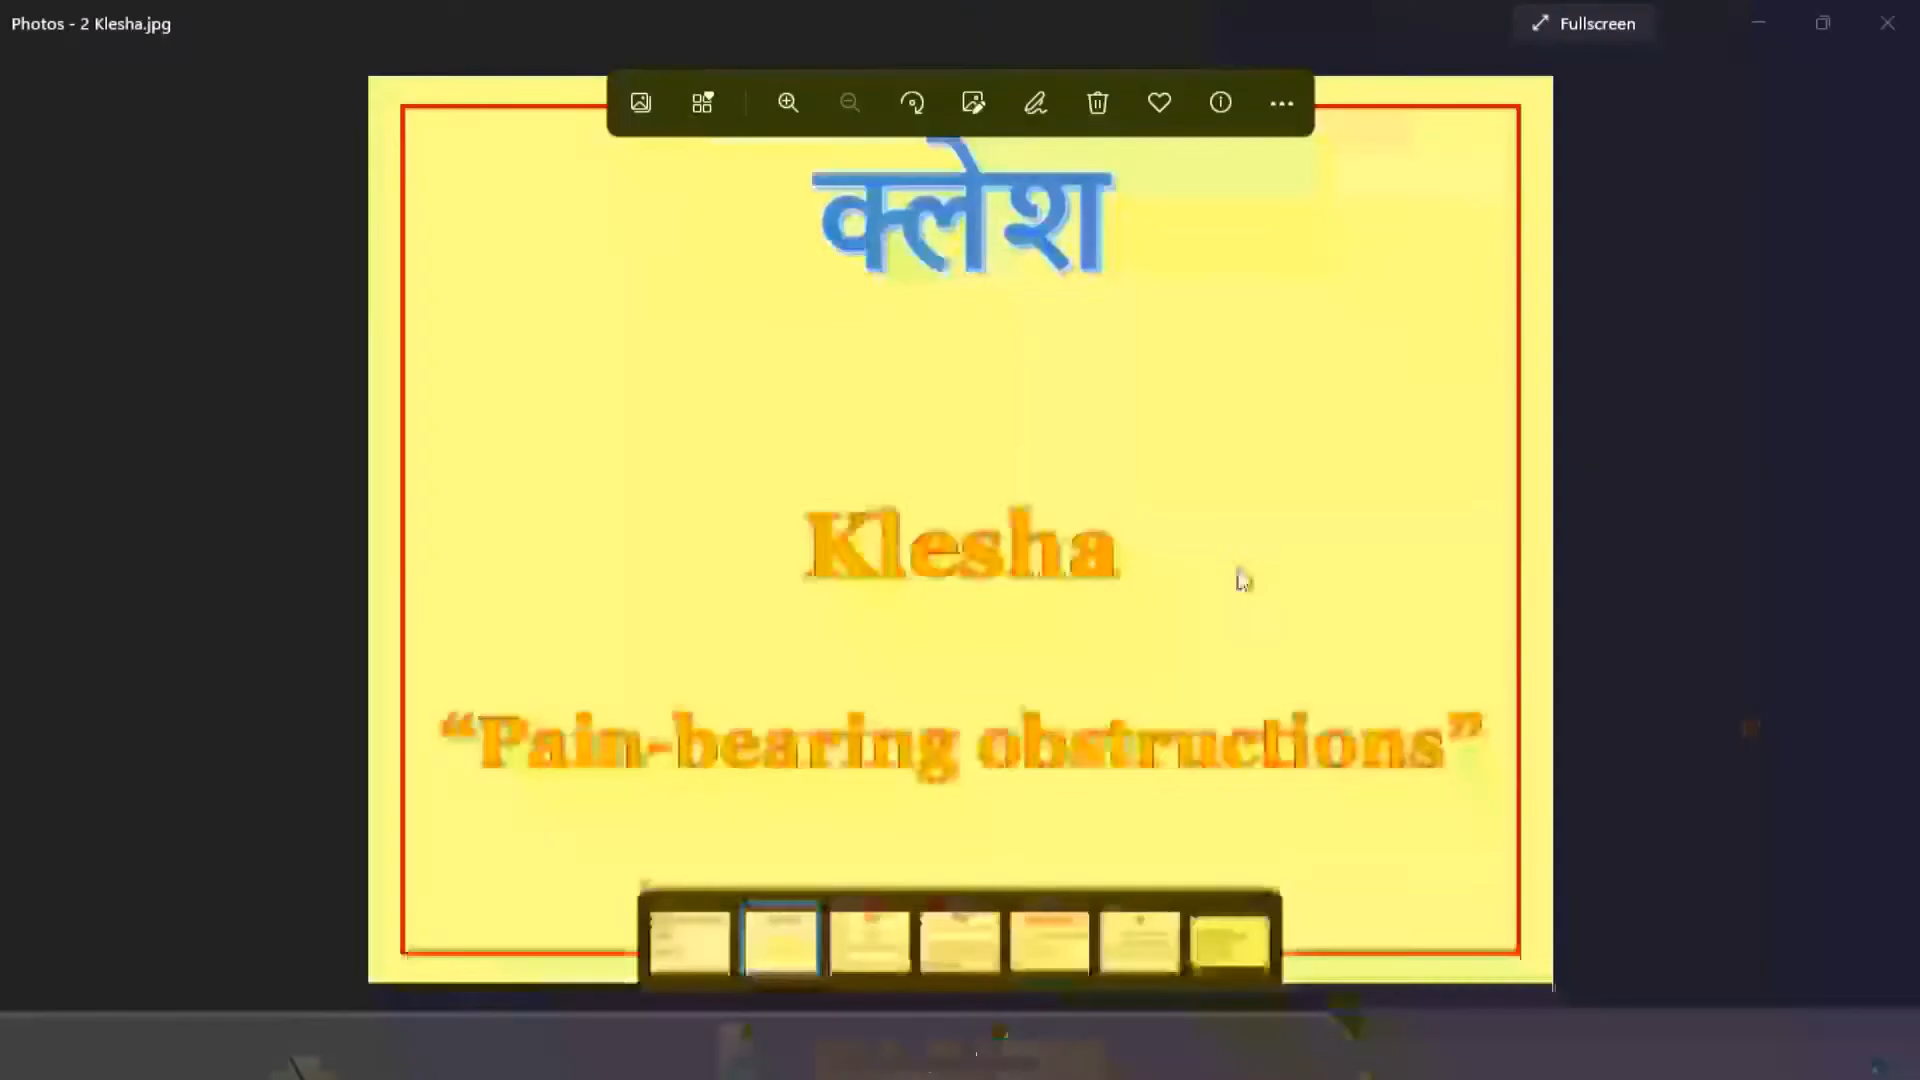 Photos - 2 Klesha.jpg
Fullscreen
क्लेश
Klesha
“Pain-bearing obstructions”